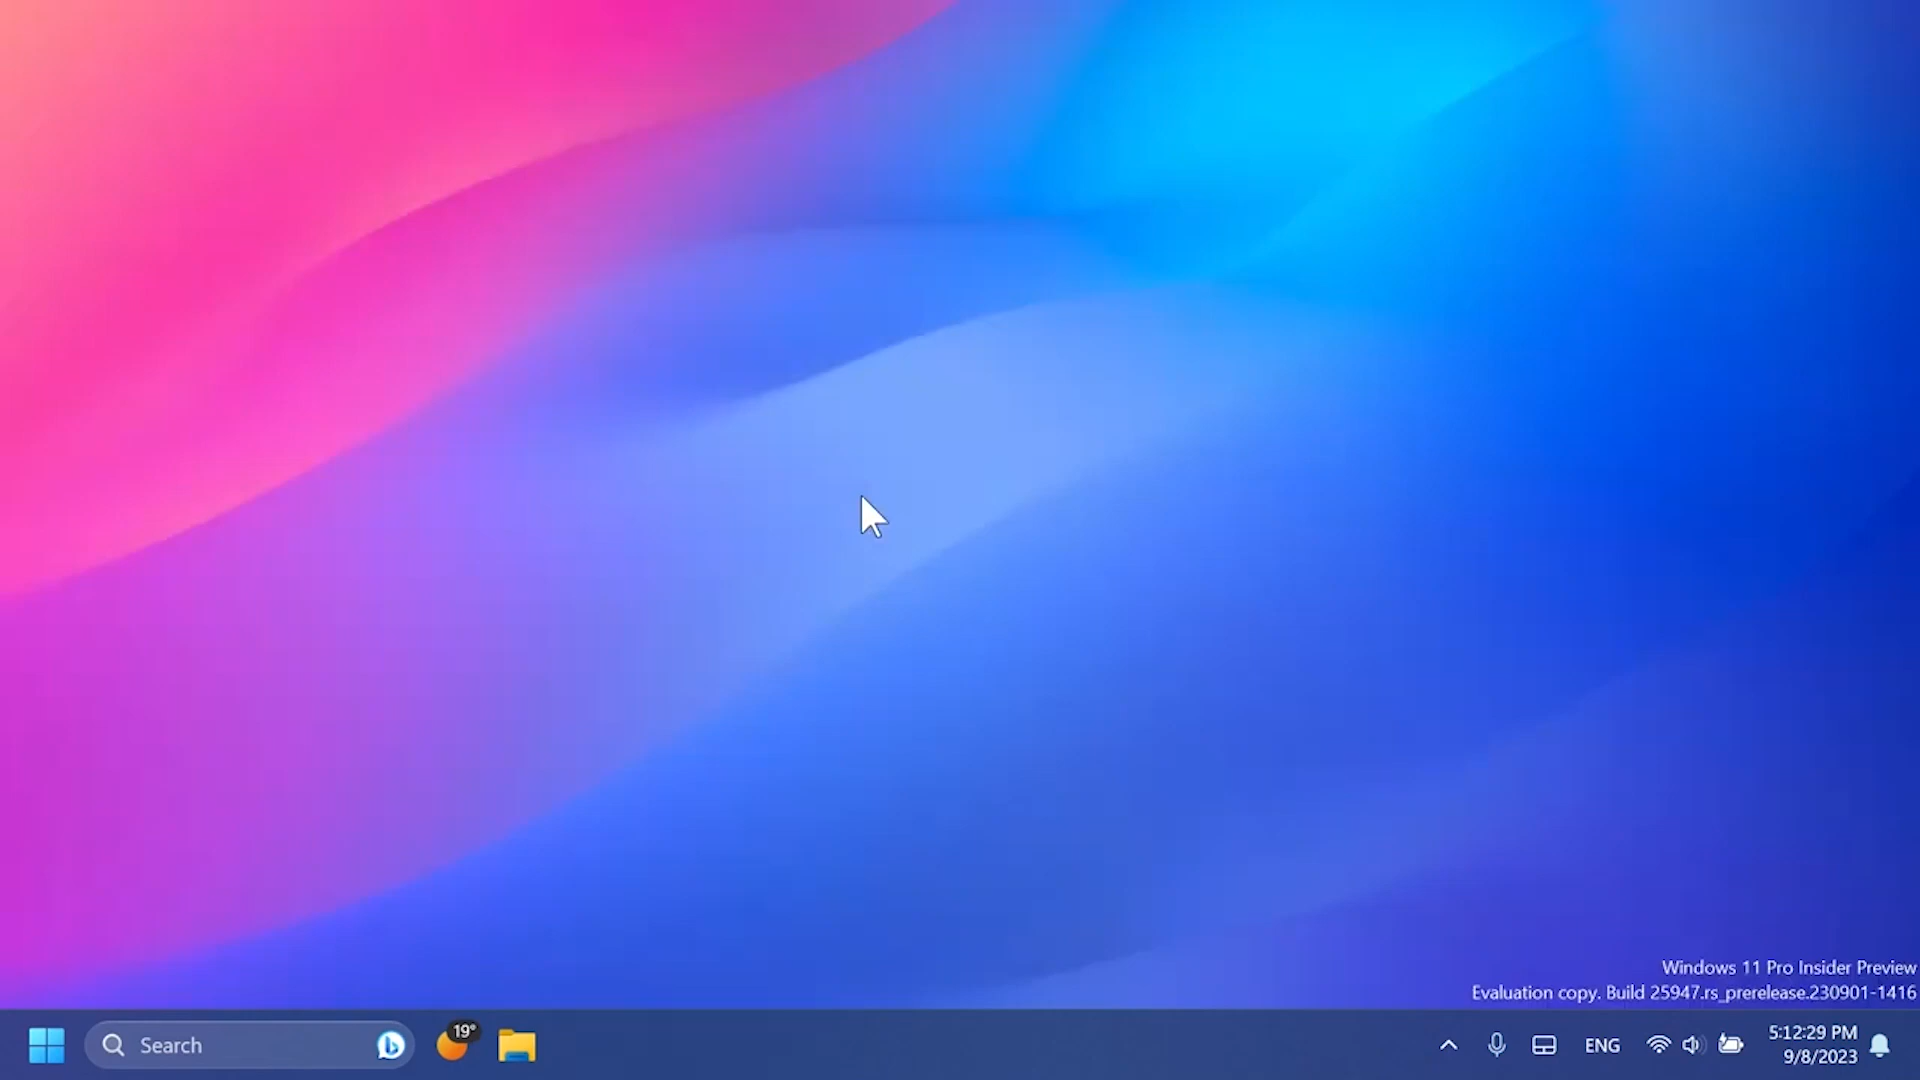 Windows 11 Pro Insider Preview
Evaluation copy. Build 25947.rs_prerelease.230901-1416
Search
19°
ENG
5:12:29 PM
9/8/2023